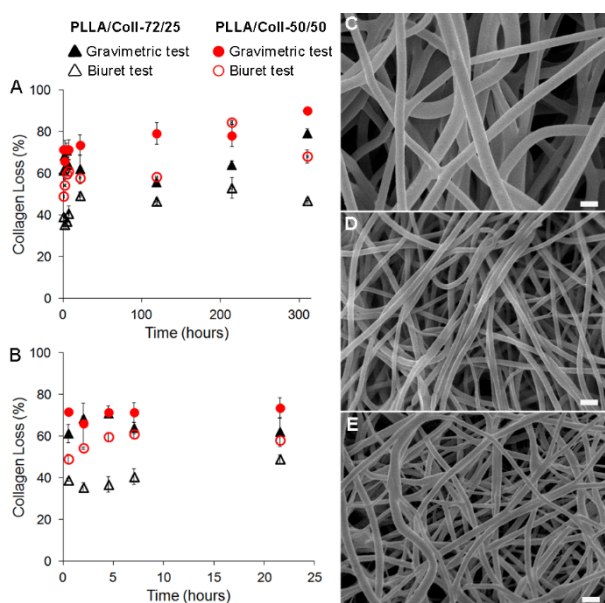 PLLA/Coll-72/25 PLLA/Coll-50/50
Gravimetric test Gravimetric test
Biuret test Biuret test
A
100
80
60
40
20
0
Collagen Loss (%)
0 100 200 300
Time (hours)
B
100
80
60
40
20
0
Collagen Loss (%)
0 5 10 15 20 25
Time (hours)
C
D
E